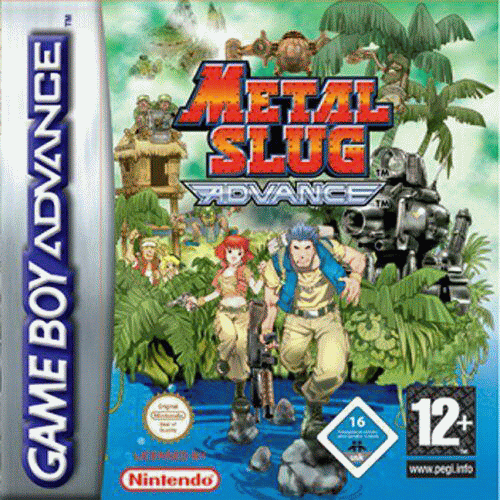 GAME BOY ADVANCE
METAL
SLUG
TM
ADVANCE
TM
Original
Nintendo
Seal of
Quality
LICENSED BY
Nintendo
16
USK
12+
www.pegi.info